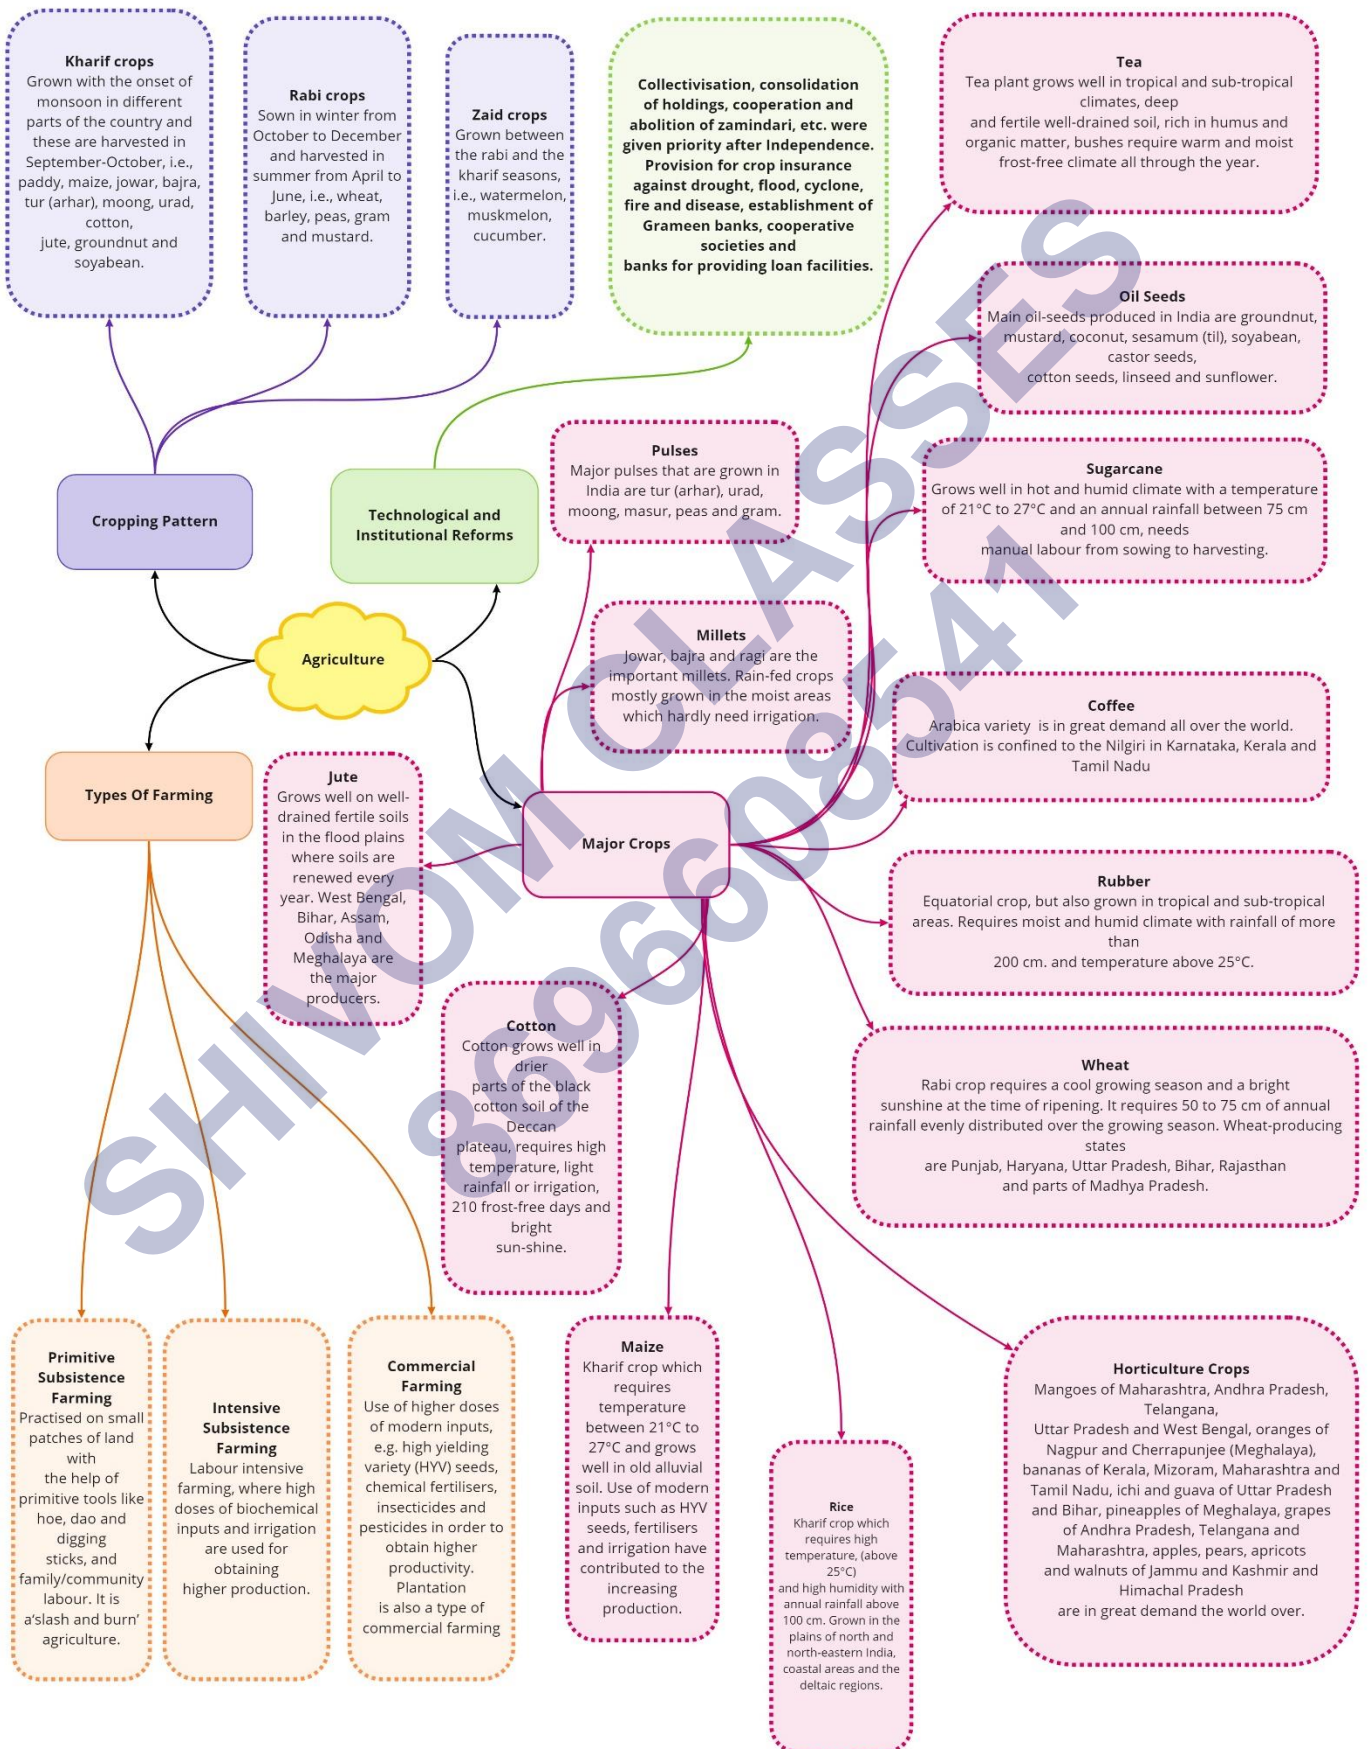 Kharif crops
Grown with the onset of
monsoon in different
parts of the country and
these are harvested in
September-October, i.e.,
paddy, maize, jowar, bajra,
tur (arhar), moong, urad,
cotton,
jute, groundnut and
soyabean.
Rabi crops
Sown in winter from
October to December
and harvested in
summer from April to
June, i.e., wheat,
barley, peas, gram
and mustard.
Zaid crops
Grown between
the rabi and the
kharif seasons,
i.e., watermelon,
muskmelon,
cucumber.
Collectivisation, consolidation
of holdings, cooperation and
abolition of zamindari, etc. were
given priority after Independence.
Provision for crop insurance
against drought, flood, cyclone,
fire and disease, establishment of
Grameen banks, cooperative
societies and
banks for providing loan facilities.
Tea
Tea plant grows well in tropical and sub-tropical
climates, deep
and fertile well-drained soil, rich in humus and
organic matter, bushes require warm and moist
frost-free climate all through the year.
Oil Seeds
Main oil-seeds produced in India are groundnut,
mustard, coconut, sesamum (til), soyabean,
castor seeds,
cotton seeds, linseed and sunflower.
Pulses
Major pulses that are grown in
India are tur (arhar), urad,
moong, masur, peas and gram.
Sugarcane
Grows well in hot and humid climate with a temperature
of 21°C to 27°C and an annual rainfall between 75 cm
and 100 cm, needs
manual labour from sowing to harvesting.
Cropping Pattern
Technological and
Institutional Reforms
Agriculture
Millets
Jowar, bajra and ragi are the
important millets. Rain-fed crops
mostly grown in the moist areas
which hardly need irrigation.
Coffee
Arabica variety  is in great demand all over the world.
Cultivation is confined to the Nilgiri in Karnataka, Kerala and
Tamil Nadu
Types Of Farming
Jute
Grows well on well-
drained fertile soils
in the flood plains
where soils are
renewed every
year. West Bengal,
Bihar, Assam,
Odisha and
Meghalaya are
the major
producers.
Major Crops
Rubber
Equatorial crop, but also grown in tropical and sub-tropical
areas. Requires moist and humid climate with rainfall of more
than
200 cm. and temperature above 25°C.
Cotton
Cotton grows well in
drier
parts of the black
cotton soil of the
Deccan
plateau, requires high
temperature, light
rainfall or irrigation,
210 frost-free days and
bright
sun-shine.
Wheat
Rabi crop requires a cool growing season and a bright
sunshine at the time of ripening. It requires 50 to 75 cm of annual
rainfall evenly distributed over the growing season. Wheat-producing
states
are Punjab, Haryana, Uttar Pradesh, Bihar, Rajasthan
and parts of Madhya Pradesh.
Primitive
Subsistence
Farming
Practised on small
patches of land
with
the help of
primitive tools like
hoe, dao and
digging
sticks, and
family/community
labour. It is
a‘slash and burn’
agriculture.
Intensive
Subsistence
Farming
Labour intensive
farming, where high
doses of biochemical
inputs and irrigation
are used for
obtaining
higher production.
Commercial
Farming
Use of higher doses
of modern inputs,
e.g. high yielding
variety (HYV) seeds,
chemical fertilisers,
insecticides and
pesticides in order to
obtain higher
productivity.
Plantation
is also a type of
commercial farming
Maize
Kharif crop which
requires
temperature
between 21°C to
27°C and grows
well in old alluvial
soil. Use of modern
inputs such as HYV
seeds, fertilisers
and irrigation have
contributed to the
increasing
production.
Rice
Kharif crop which
requires high
temperature, (above
25°C)
and high humidity with
annual rainfall above
100 cm. Grown in the
plains of north and
north-eastern India,
coastal areas and the
deltaic regions.
Horticulture Crops
Mangoes of Maharashtra, Andhra Pradesh,
Telangana,
Uttar Pradesh and West Bengal, oranges of
Nagpur and Cherrapunjee (Meghalaya),
bananas of Kerala, Mizoram, Maharashtra and
Tamil Nadu, ichi and guava of Uttar Pradesh
and Bihar, pineapples of Meghalaya, grapes
of Andhra Pradesh, Telangana and
Maharashtra, apples, pears, apricots
and walnuts of Jammu and Kashmir and
Himachal Pradesh
are in great demand the world over.
SHIVOM CLASSES
8696608541